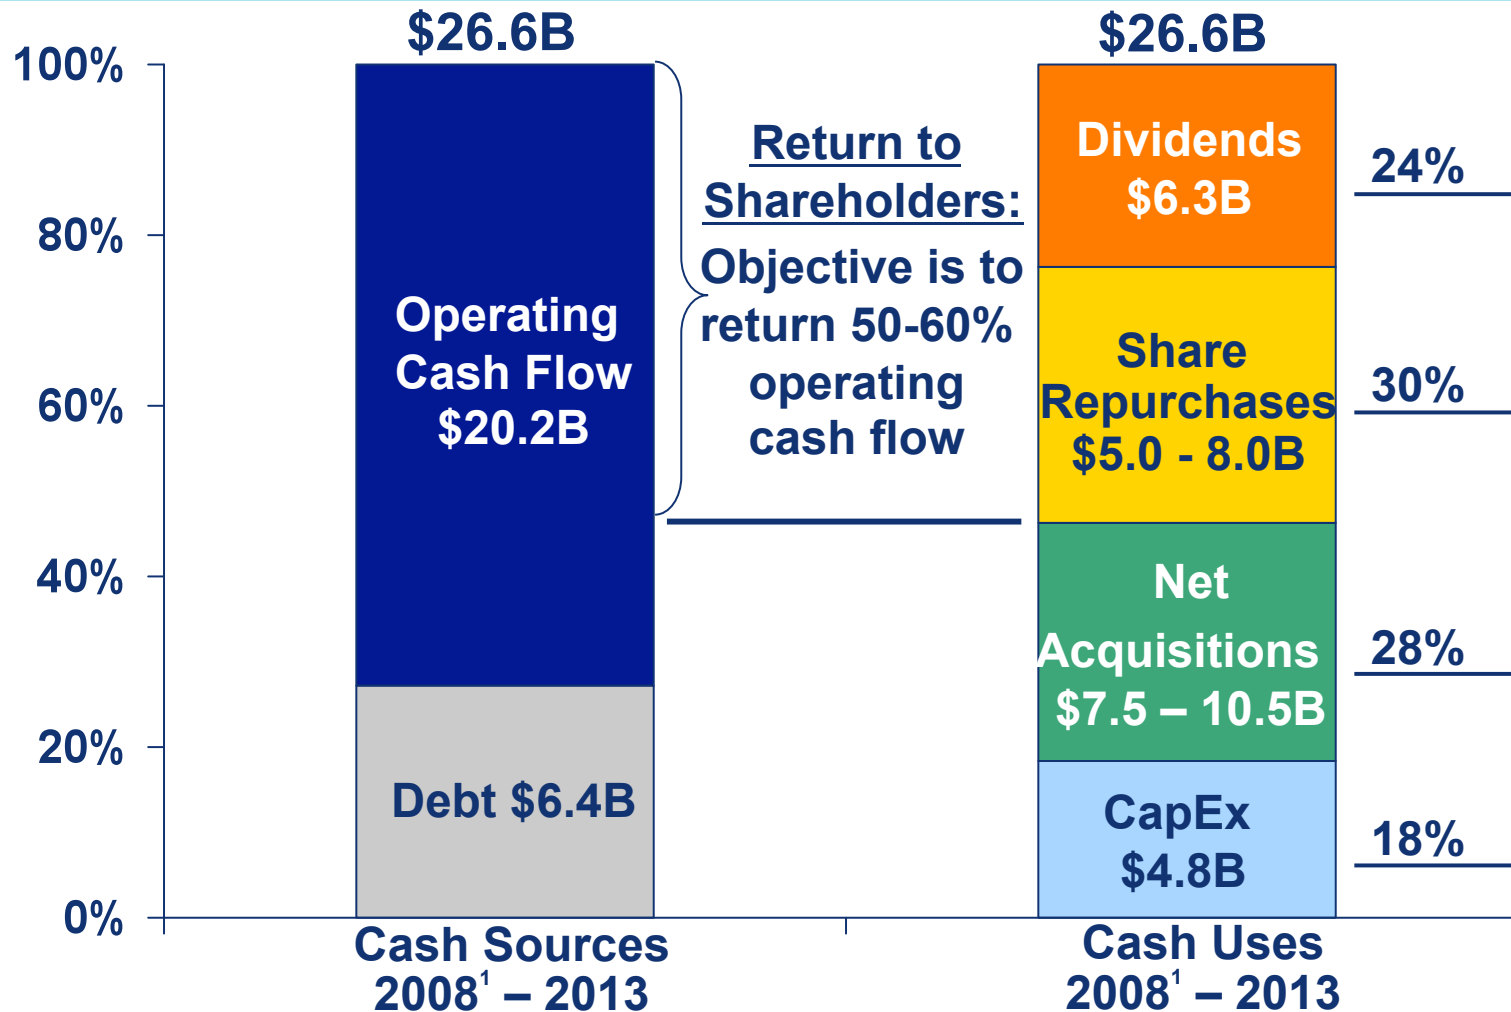 $26.6B
$26.6B
100%
80%
60%
40%
20%
0%
Operating
Cash Flow
$20.2B
Debt $6.4B
Return to
Shareholders:
Objective is to
return 50-60%
operating
cash flow
Dividends
$6.3B
Share
Repurchases
$5.0 - 8.0B
Net
Acquisitions
$7.5 – 10.5B
CapEx
$4.8B
24%
30%
28%
18%
Cash Sources
2008¹ – 2013
Cash Uses
2008¹ – 2013